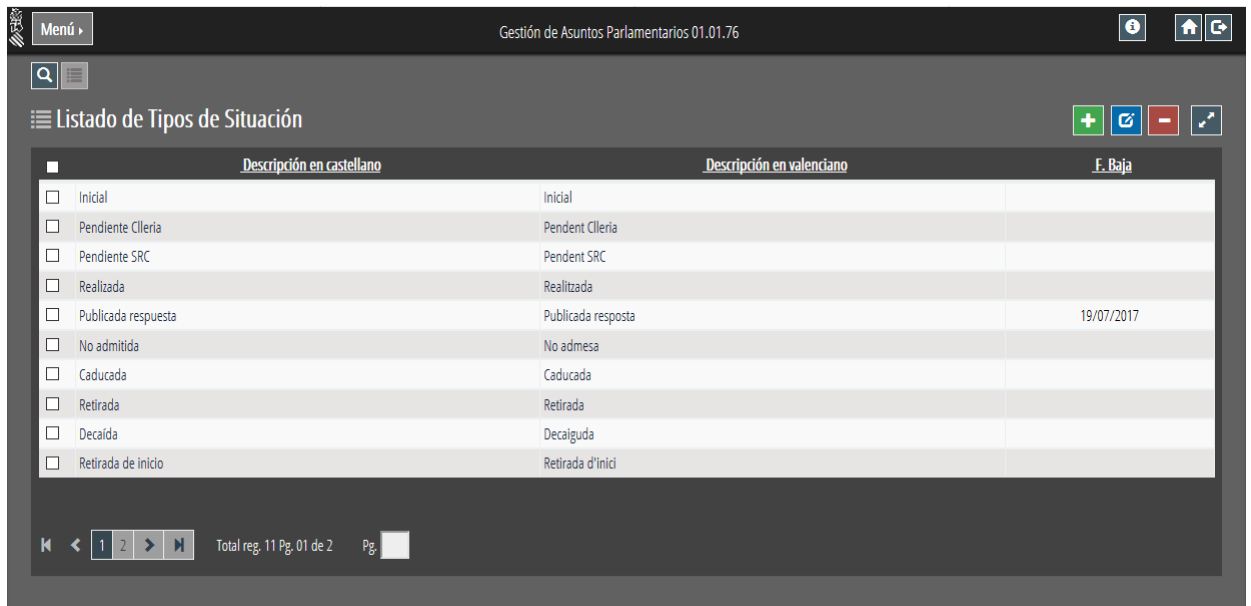 Menú
Gestión de Asuntos Parlamentarios 01.01.76
Listado de Tipos de Situación
Descripción en castellano Descripción en valenciano F. Baja
Inicial Inicial
Pendiente Clleria Pendent Clleria
Pendiente SRC Pendent SRC
Realizada Realitzada
Publicada respuesta Publicada resposta 19/07/2017
No admitida No admesa
Caducada Caducada
Retirada Retirada
Decaída Decaiguda
Retirada de inicio Retirada d'inici
1 2 Total reg. 11 Pg. 01 de 2 Pg.